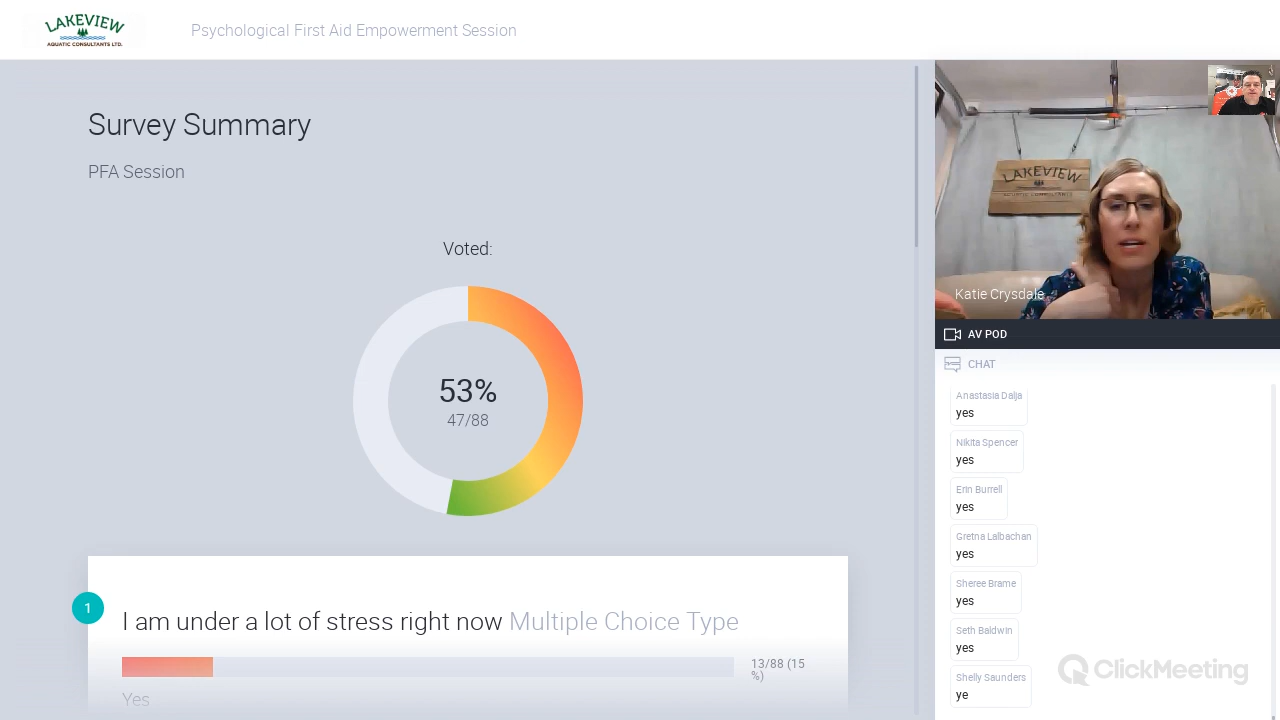 LAKEVIEW
AQUATIC CONSULTANTS LTD.
Psychological First Aid Empowerment Session
Survey Summary
PFA Session
Voted:
53%
47/88
1
I am under a lot of stress right now Multiple Choice Type
13/88 (15
%)
Yes
LAKEVIEW
AQUATIC CONSULTANTS
Katie Crysdale
AV POD
CHAT
Anastasia Dalja
yes
Nikita Spencer
yes
Erin Burrell
yes
Gretna Lalbachan
yes
Sheree Brame
yes
Seth Baldwin
yes
Shelly Saunders
ye
ClickMeeting